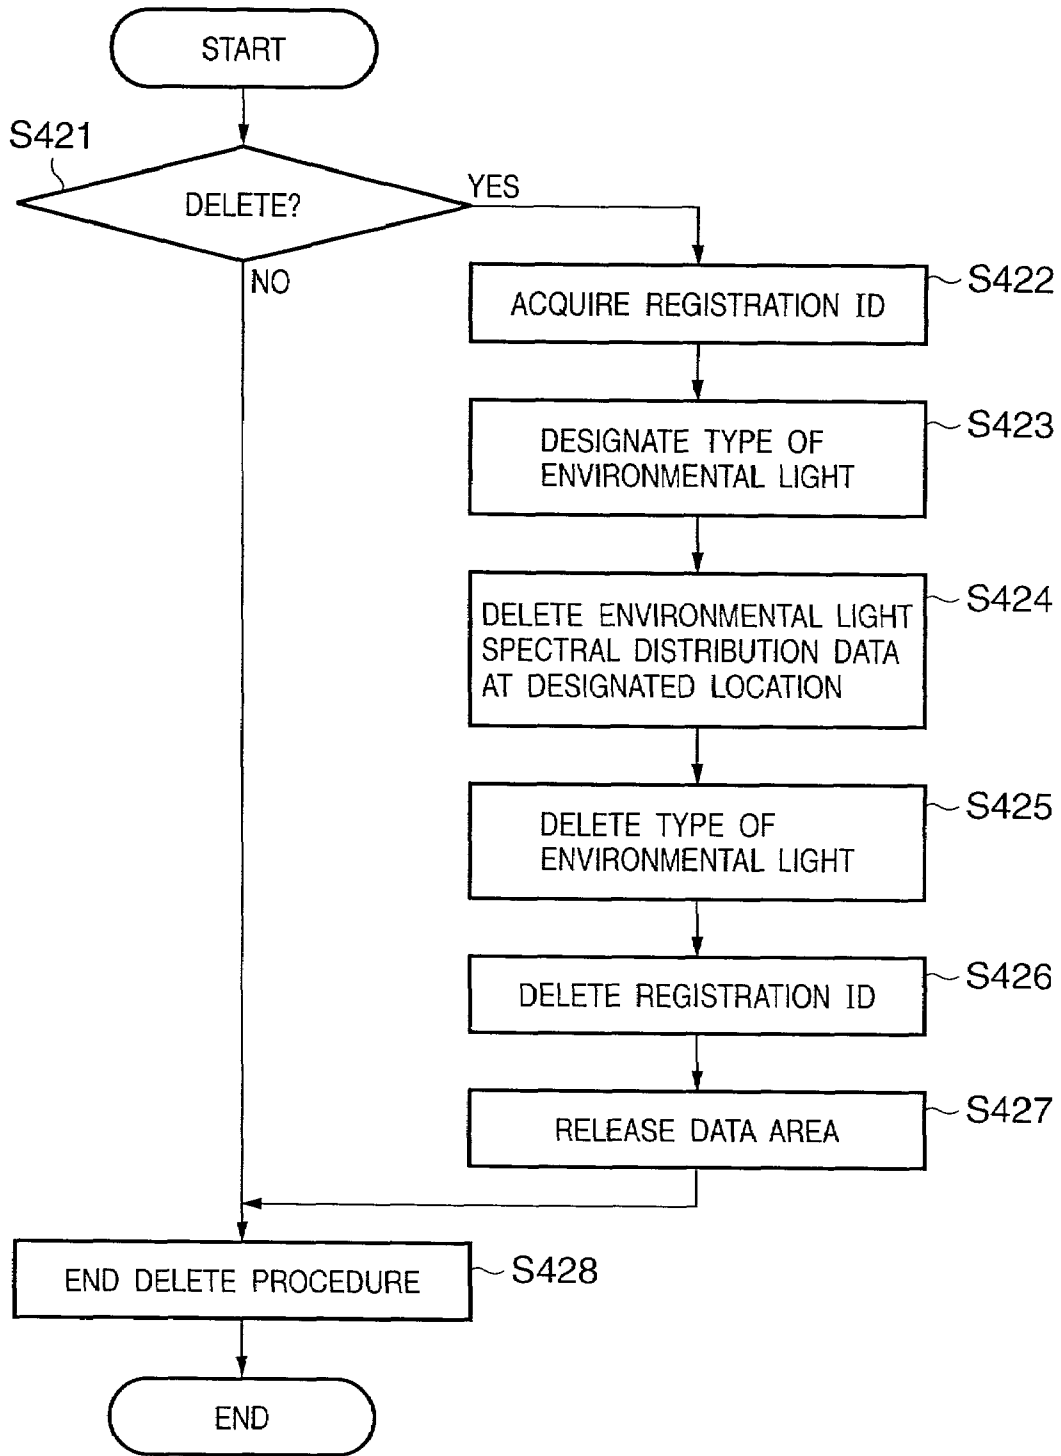 START
S421
DELETE?
YES
NO
S422
ACQUIRE REGISTRATION ID
S423
DESIGNATE TYPE OF
ENVIRONMENTAL LIGHT
S424
DELETE ENVIRONMENTAL LIGHT
SPECTRAL DISTRIBUTION DATA
AT DESIGNATED LOCATION
S425
DELETE TYPE OF
ENVIRONMENTAL LIGHT
S426
DELETE REGISTRATION ID
S427
RELEASE DATA AREA
END DELETE PROCEDURE
S428
END